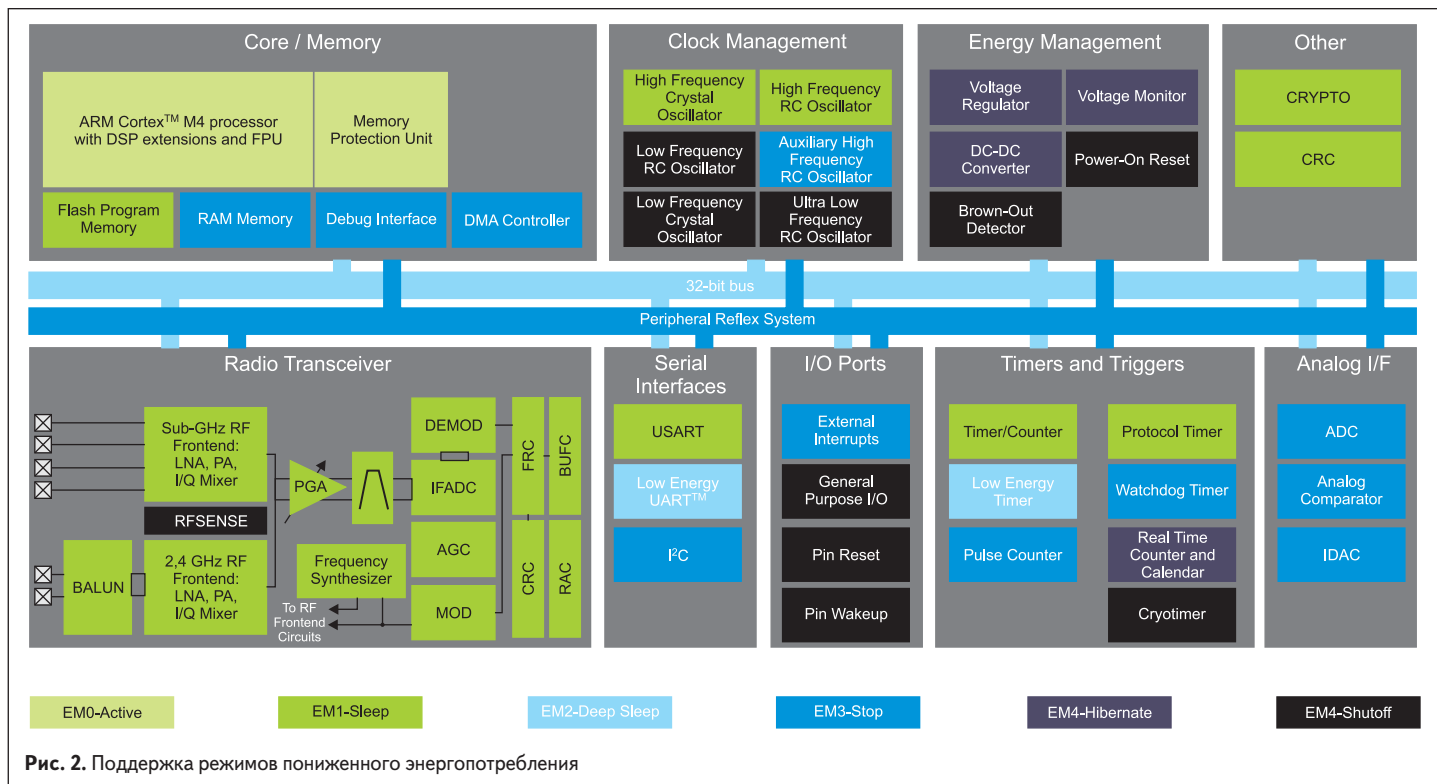 Core / Memory
ARM Cortex™ M4 processor
with DSP extensions and FPU
Memory
Protection Unit
Flash Program
Memory
RAM Memory
Debug Interface
DMA Controller
Clock Management
High Frequency
Crystal
Oscillator
High Frequency
RC Oscillator
Low Frequency
RC Oscillator
Auxiliary High
Frequency
RC Oscillator
Low Frequency
Crystal
Oscillator
Ultra Low
Frequency
RC Oscillator
Energy Management
Voltage
Regulator
Voltage Monitor
DC-DC
Converter
Power-On Reset
Brown-Out
Detector
Other
CRYPTO
CRC
32-bit bus
Peripheral Reflex System
Radio Transceiver
Sub-GHz RF
Frontend:
LNA, PA,
I/Q Mixer
RFSENSE
BALUN
2,4 GHz RF
Frontend:
LNA, PA,
I/Q Mixer
PGA
DEMOD
IFADC
AGC
MOD
Frequency
Synthesizer
To RF
Frontend
Circuits
FRC
BUFC
CRC
RAC
Serial
Interfaces
USART
Low Energy
UART™
I²C
I/O Ports
External
Interrupts
General
Purpose I/O
Pin Reset
Pin Wakeup
Timers and Triggers
Timer/Counter
Protocol Timer
Low Energy
Timer
Watchdog Timer
Pulse Counter
Real Time
Counter and
Calendar
Cryotimer
Analog I/F
ADC
Analog
Comparator
IDAC
EM0-Active
EM1-Sleep
EM2-Deep Sleep
EM3-Stop
EM4-Hibernate
EM4-Shutoff
Рис. 2. Поддержка режимов пониженного энергопотребления